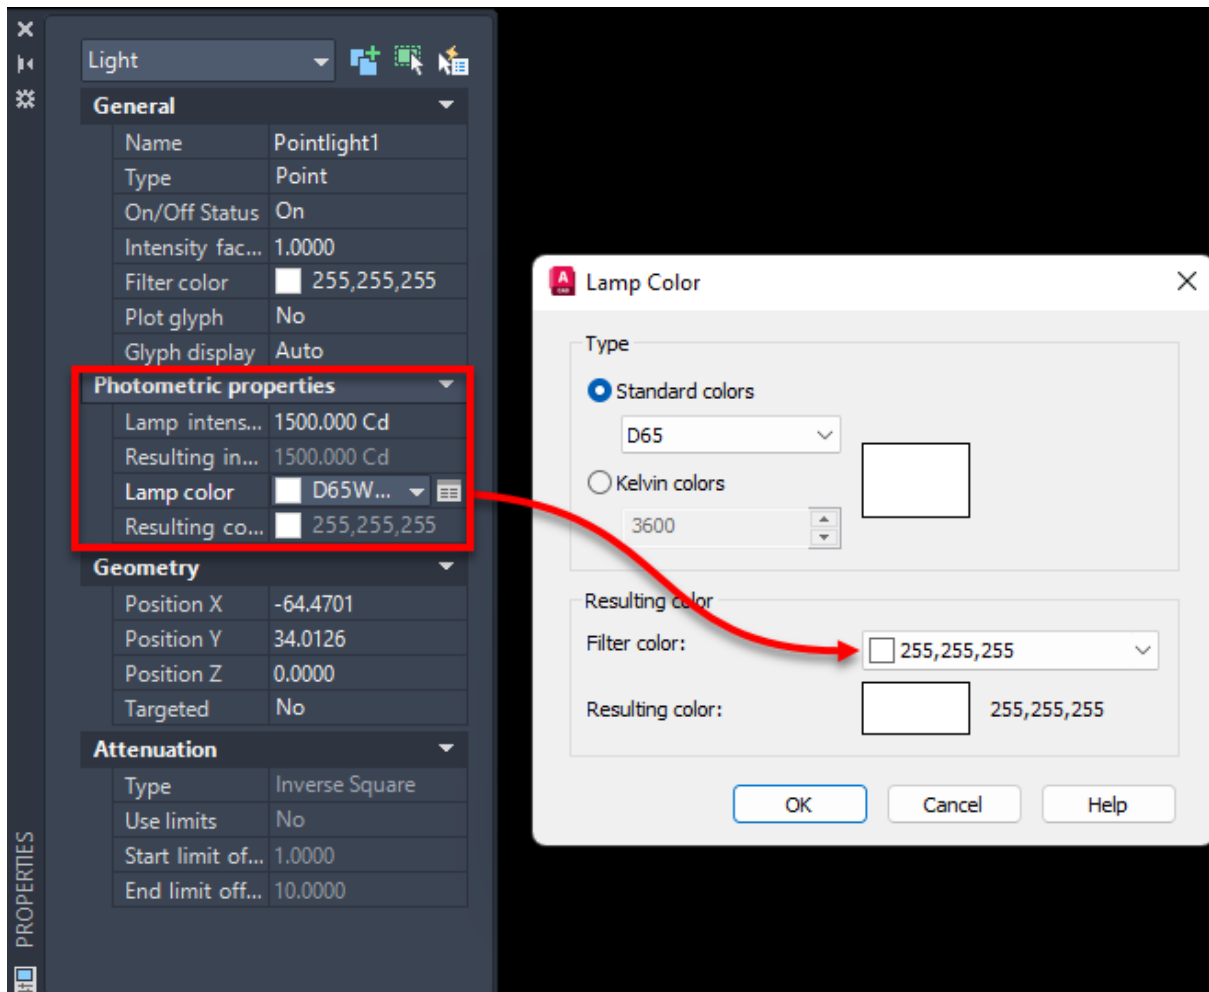 Light
General
Name Pointlight1
Type Point
On/Off Status On
Intensity fac... 1.0000
Filter color 255,255,255
Plot glyph No
Glyph display Auto
Photometric properties
Lamp intens... 1500.000 Cd
Resulting in... 1500.000 Cd
Lamp color D65W...
Resulting co... 255,255,255
Geometry
Position X -64.4701
Position Y 34.0126
Position Z 0.0000
Targeted No
Attenuation
Type Inverse Square
Use limits No
Start limit of... 1.0000
End limit off... 10.0000
PROPERTIES
A CAD Lamp Color
Type
Standard colors
D65
Kelvin colors
3600
Resulting color
Filter color: 255,255,255
Resulting color: 255,255,255
OK Cancel Help